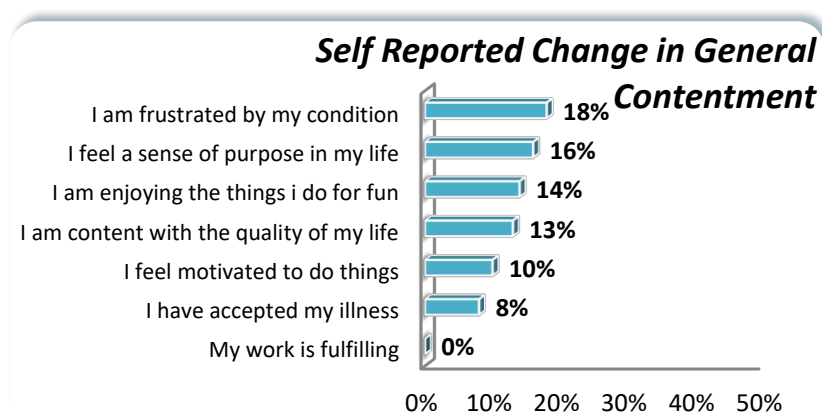 Self Reported Change in General
Contentment
I am frustrated by my condition 18%
I feel a sense of purpose in my life 16%
I am enjoying the things i do for fun 14%
I am content with the quality of my life 13%
I feel motivated to do things 10%
I have accepted my illness 8%
My work is fulfilling 0%
0% 10% 20% 30% 40% 50%